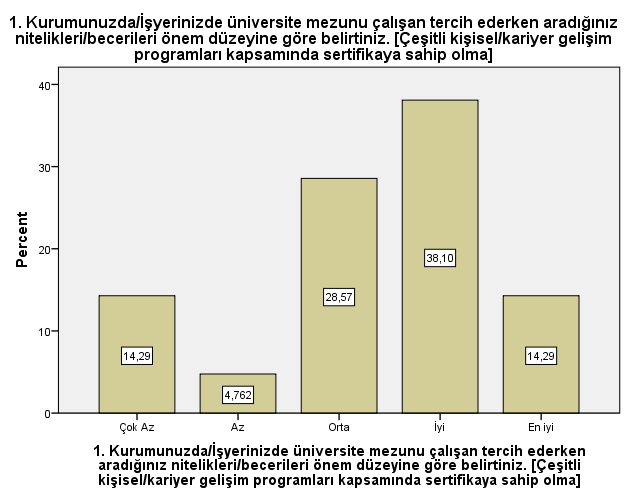 1. Kurumunuzda/İşyerinizde üniversite mezunu çalışan tercih ederken aradığınız
nitelikleri/becerileri önem düzeyine göre belirtiniz. [Çeşitli kişisel/kariyer gelişim
programları kapsamında sertifikaya sahip olma]
Percent
40
30
20
10
0
14,29
4,762
28,57
38,10
14,29
Çok Az
Az
Orta
İyi
En iyi
1. Kurumunuzda/İşyerinizde üniversite mezunu çalışan tercih ederken
aradığınız nitelikleri/becerileri önem düzeyine göre belirtiniz. [Çeşitli
kişisel/kariyer gelişim programları kapsamında sertifikaya sahip olma]